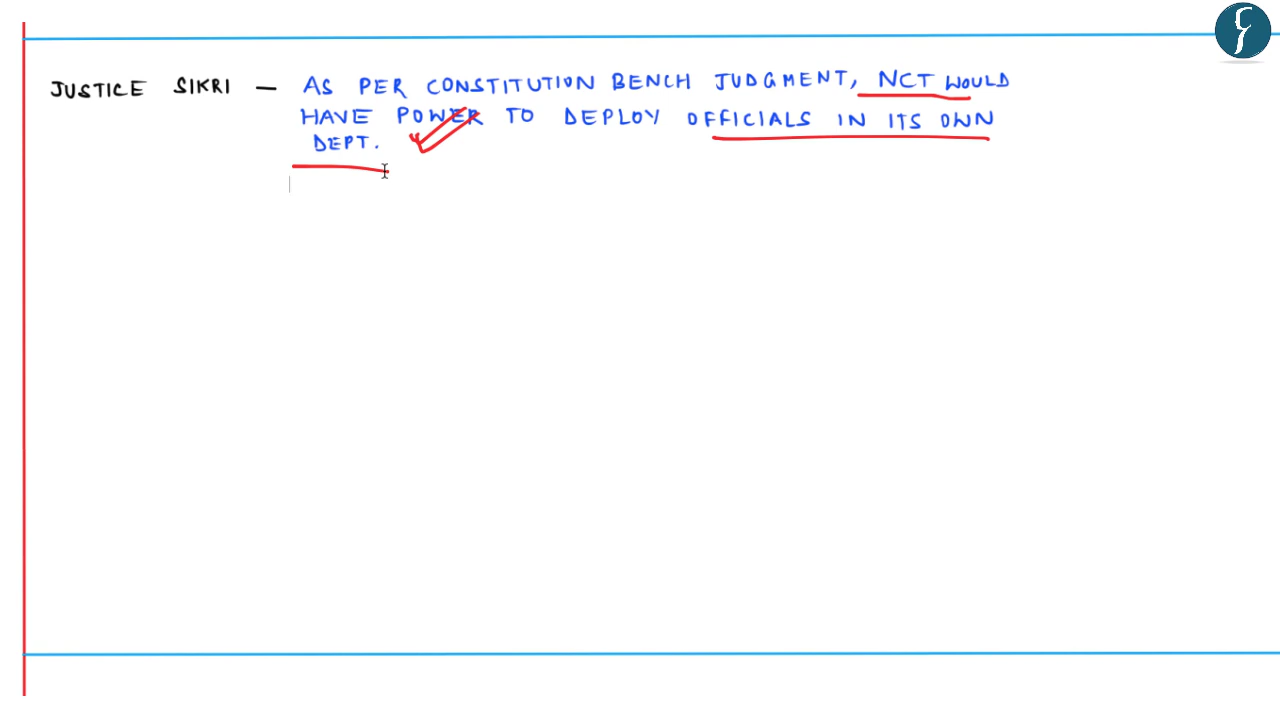 JUSTICE SIKRI — AS PER CONSTITUTION BENCH JUDGMENT, NCT WOULD
HAVE POWER TO DEPLOY OFFICIALS IN ITS OWN
DEPT.